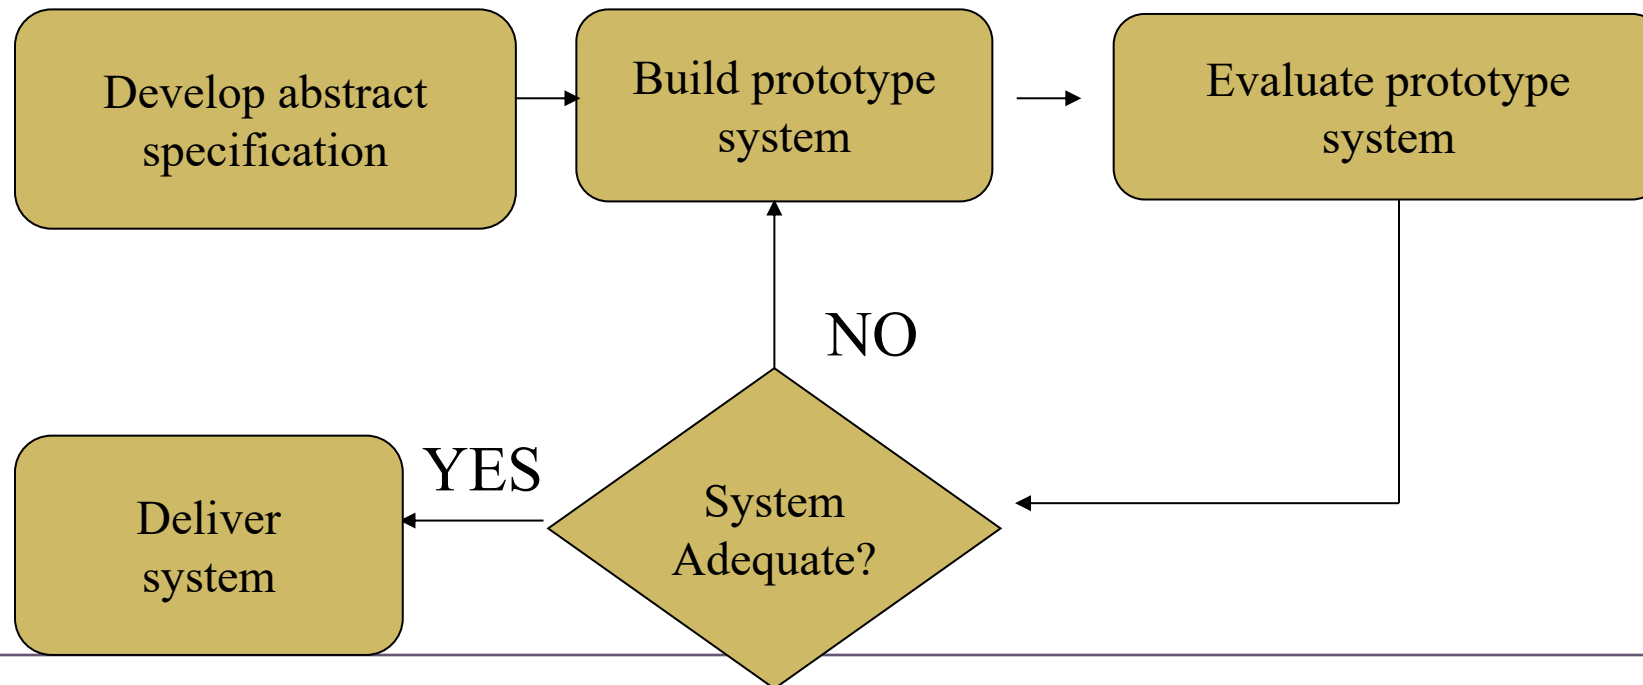 Develop abstract
specification
Build prototype
system
Evaluate prototype
system
NO
YES
System
Adequate?
Deliver
system